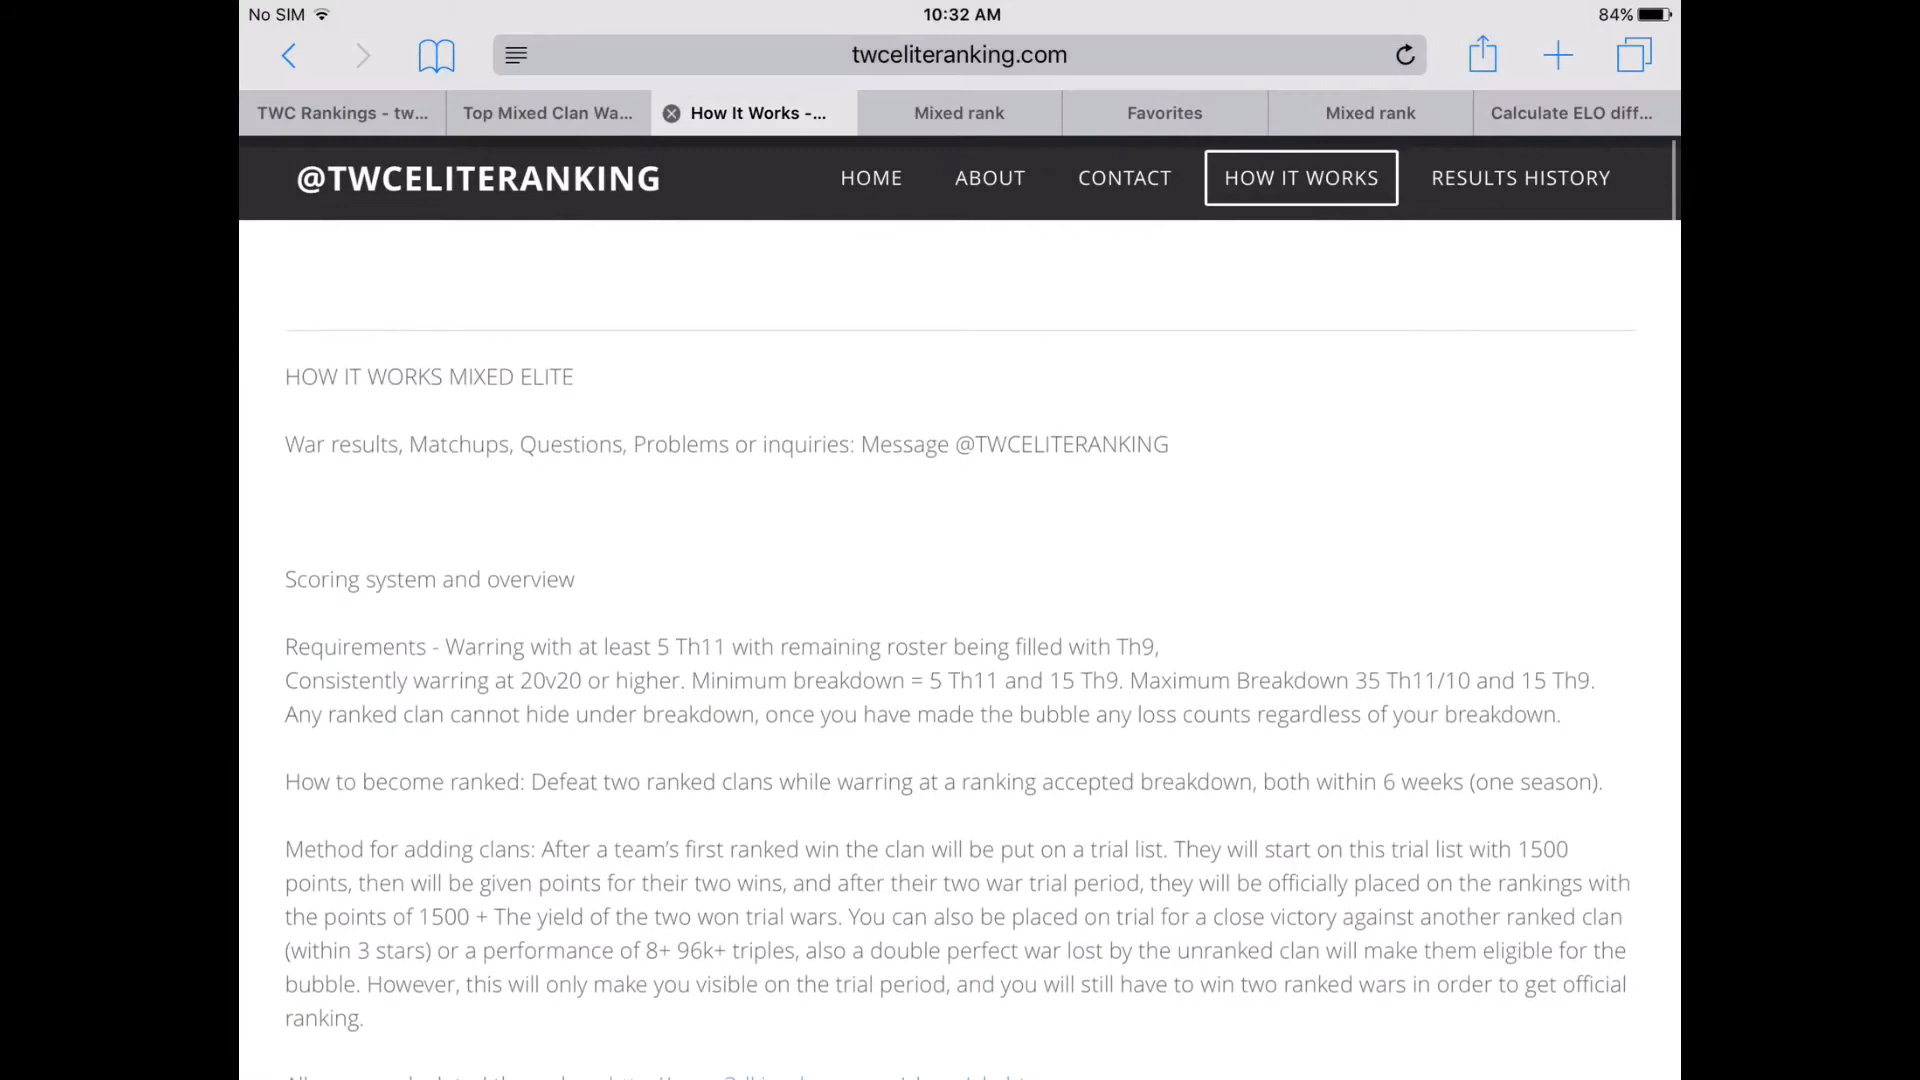 No SIM
10:32 AM
84%
twceliteranking.com
TWC Rankings - tw...
Top Mixed Clan Wa...
How It Works -...
Mixed rank
Favorites
Mixed rank
Calculate ELO diff...
@TWCELITERANKING
HOME
ABOUT
CONTACT
HOW IT WORKS
RESULTS HISTORY
HOW IT WORKS MIXED ELITE
War results, Matchups, Questions, Problems or inquiries: Message @TWCELITERANKING
Scoring system and overview
Requirements - Warring with at least 5 Th11 with remaining roster being filled with Th9,
Consistently warring at 20v20 or higher. Minimum breakdown = 5 Th11 and 15 Th9. Maximum Breakdown 35 Th11/10 and 15 Th9.
Any ranked clan cannot hide under breakdown, once you have made the bubble any loss counts regardless of your breakdown.
How to become ranked: Defeat two ranked clans while warring at a ranking accepted breakdown, both within 6 weeks (one season).
Method for adding clans: After a team’s first ranked win the clan will be put on a trial list. They will start on this trial list with 1500
points, then will be given points for their two wins, and after their two war trial period, they will be officially placed on the rankings with
the points of 1500 + The yield of the two won trial wars. You can also be placed on trial for a close victory against another ranked clan
(within 3 stars) or a performance of 8+ 96k+ triples, also a double perfect war lost by the unranked clan will make them eligible for the
bubble. However, this will only make you visible on the trial period, and you will still have to win two ranked wars in order to get official
ranking.